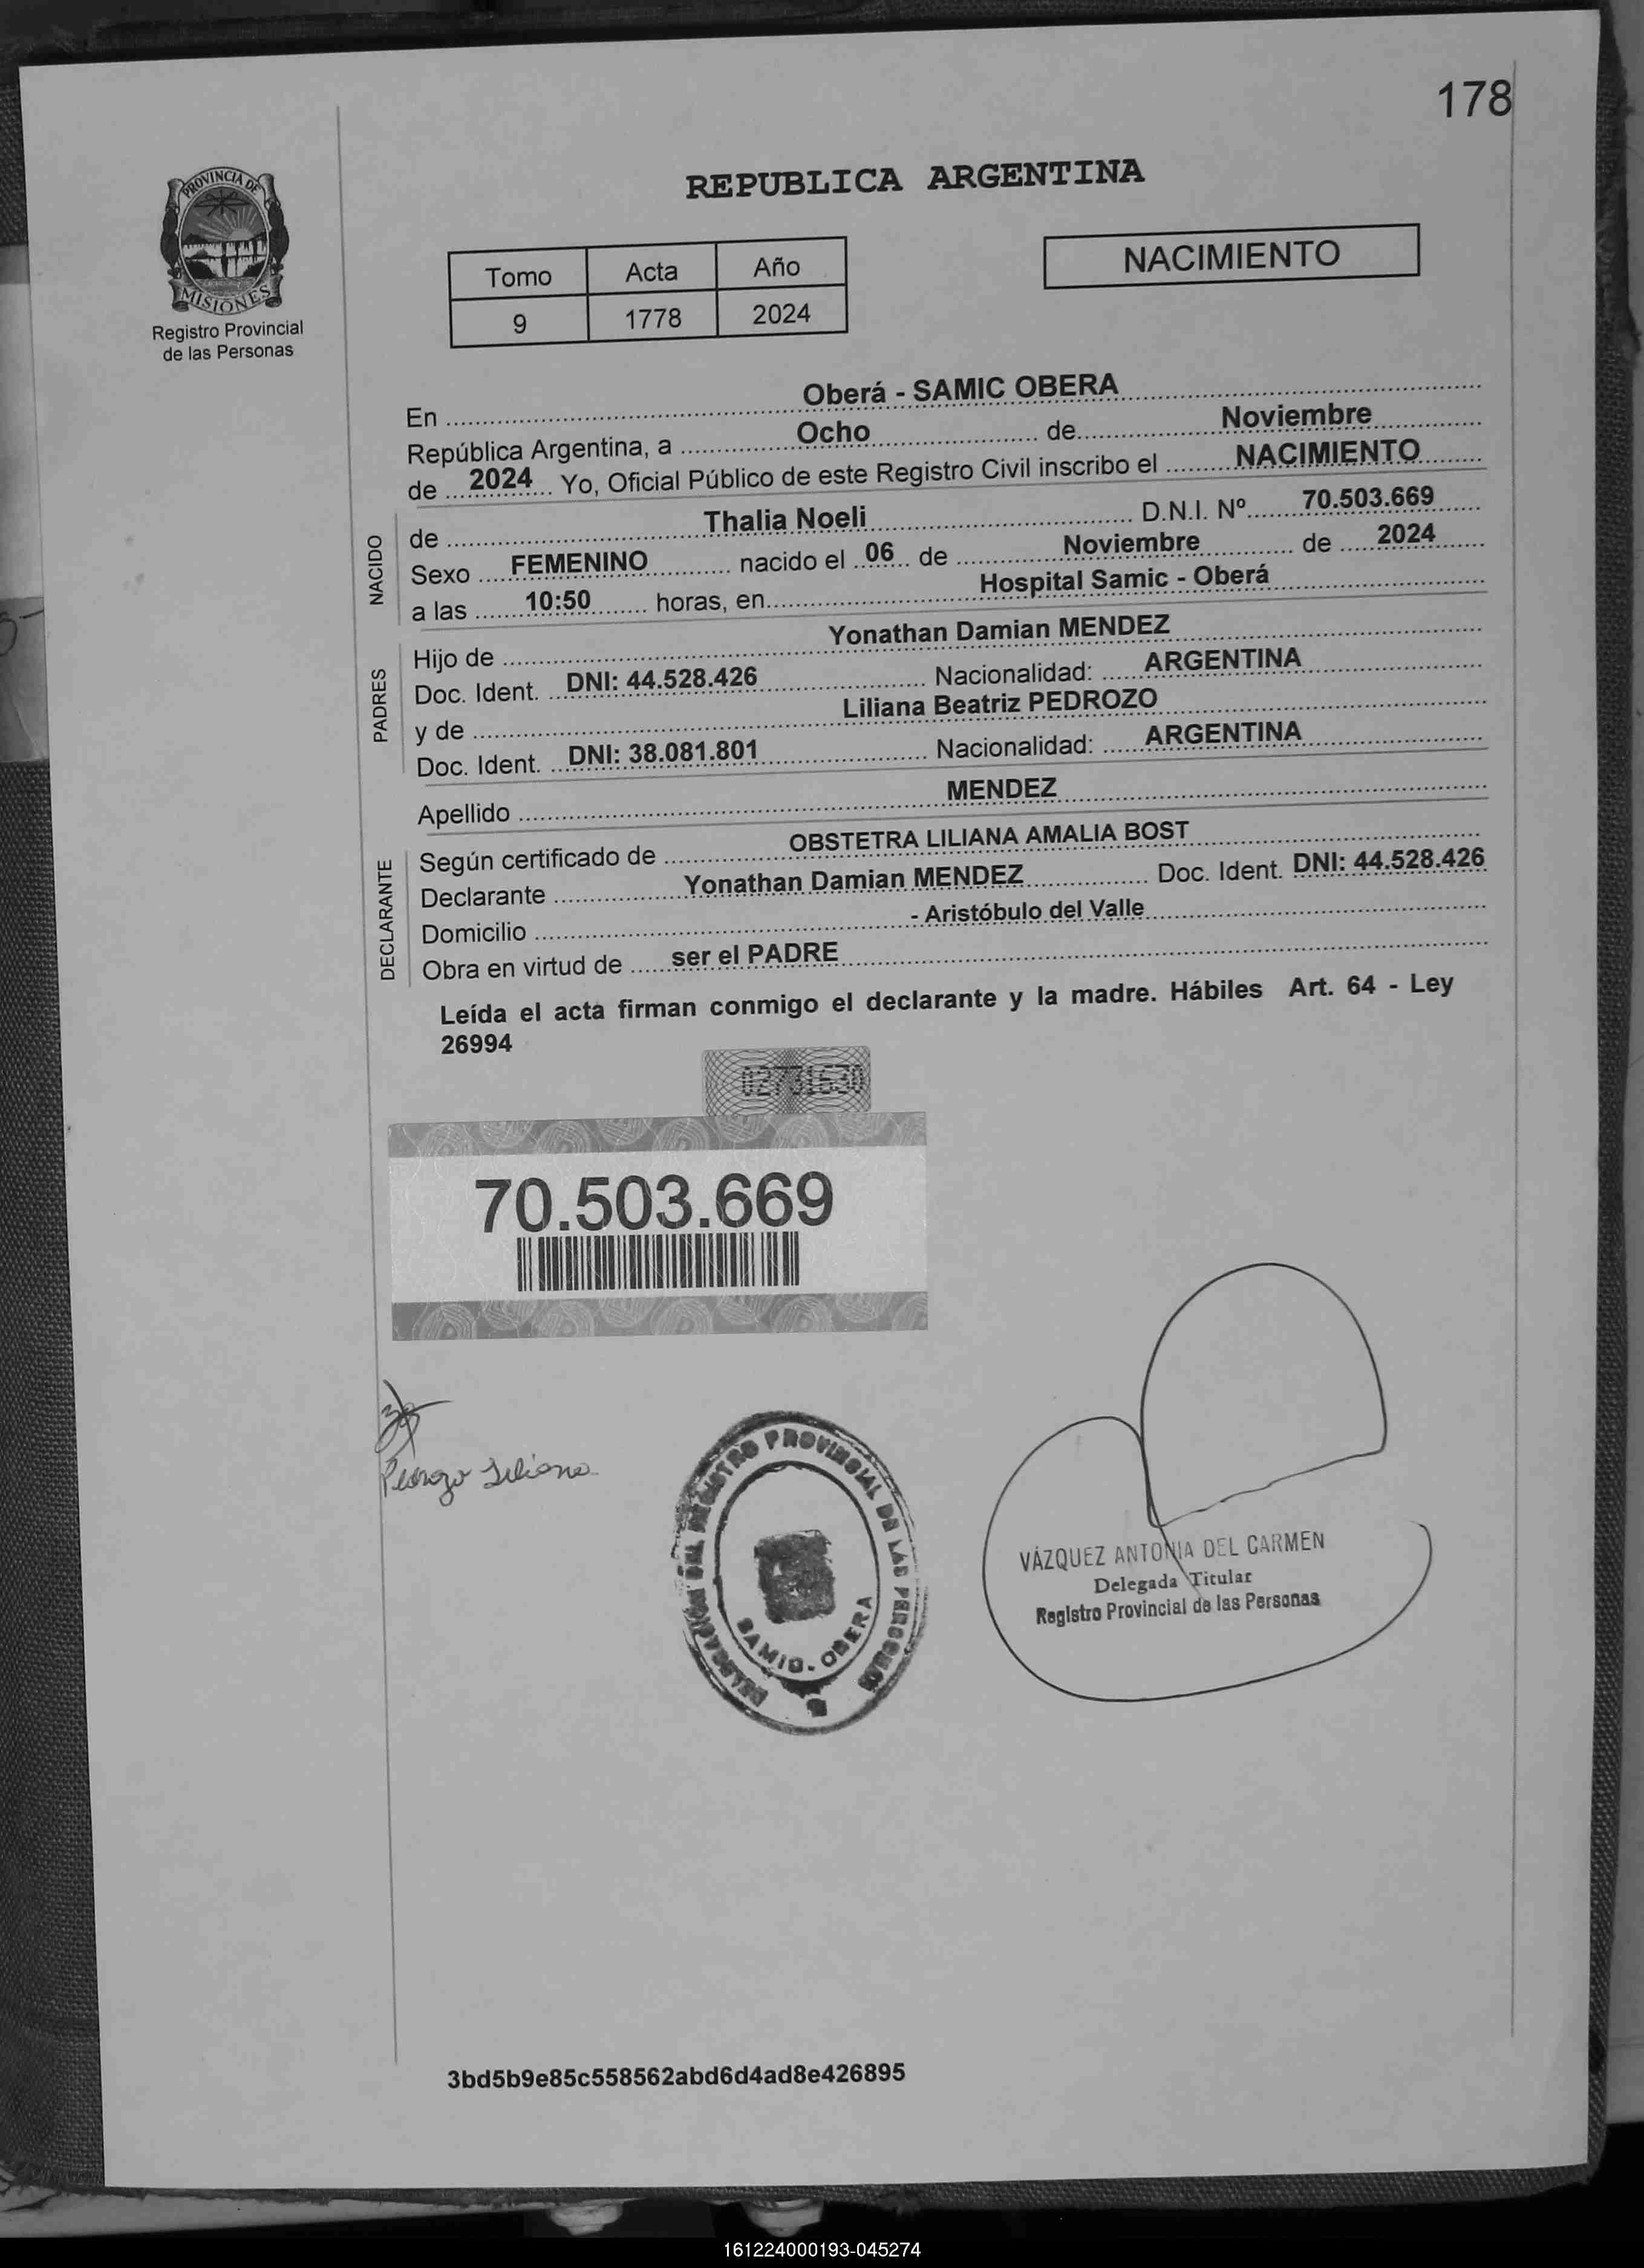 178
PROVINCIA DE
MISIONES
Registro Provincial
de las Personas
REPUBLICA ARGENTINA
Tomo Acta Año
9 1778 2024
NACIMIENTO
En Oberá - SAMIC OBERA
República Argentina, a Ocho de Noviembre
de 2024 Yo, Oficial Público de este Registro Civil inscribo el NACIMIENTO
NACIDO
de Thalia Noeli D.N.I. Nº 70.503.669
Sexo FEMENINO nacido el 06 de Noviembre de 2024
a las 10:50 horas, en Hospital Samic - Oberá
PADRES
Hijo de Yonathan Damian MENDEZ
Doc. Ident. DNI: 44.528.426 Nacionalidad: ARGENTINA
y de Liliana Beatriz PEDROZO
Doc. Ident. DNI: 38.081.801 Nacionalidad: ARGENTINA
Apellido MENDEZ
DECLARANTE
Según certificado de OBSTETRA LILIANA AMALIA BOST
Declarante Yonathan Damian MENDEZ Doc. Ident. DNI: 44.528.426
Domicilio - Aristóbulo del Valle
Obra en virtud de ser el PADRE
Leída el acta firman conmigo el declarante y la madre. Hábiles Art. 64 - Ley
26994
70.503.669
Liliana
DELEGACION DEL REGISTRO PROVINCIAL DE LAS PERSONAS
SAMIC - OBERA
VÁZQUEZ ANTONIA DEL CARMEN
Delegada Titular
Registro Provincial de las Personas
3bd5b9e85c558562abd6d4ad8e426895
161224000193-045274